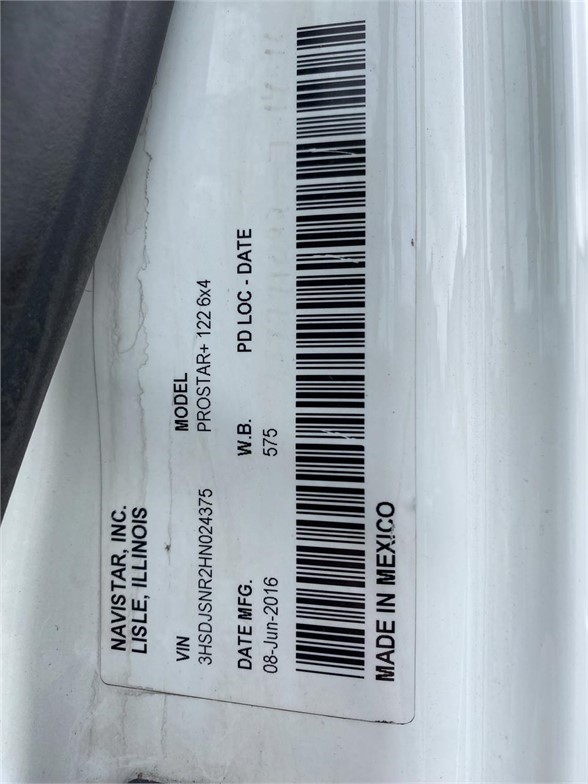 NAVISTAR, INC.
LISLE, ILLINOIS
VIN MODEL
3HSDJSNR2HN024375 PROSTAR+ 122 6x4
DATE MFG. W.B. PD LOC - DATE
08-Jun-2016 575
MADE IN MEXICO